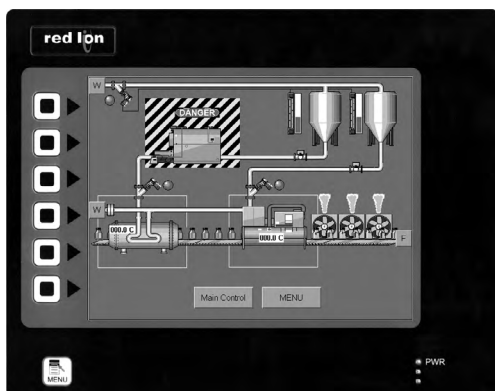 red lion
W
DANGER
W
000.0 C
000.0 C
F
Main Control
MENU
PWR
MENU